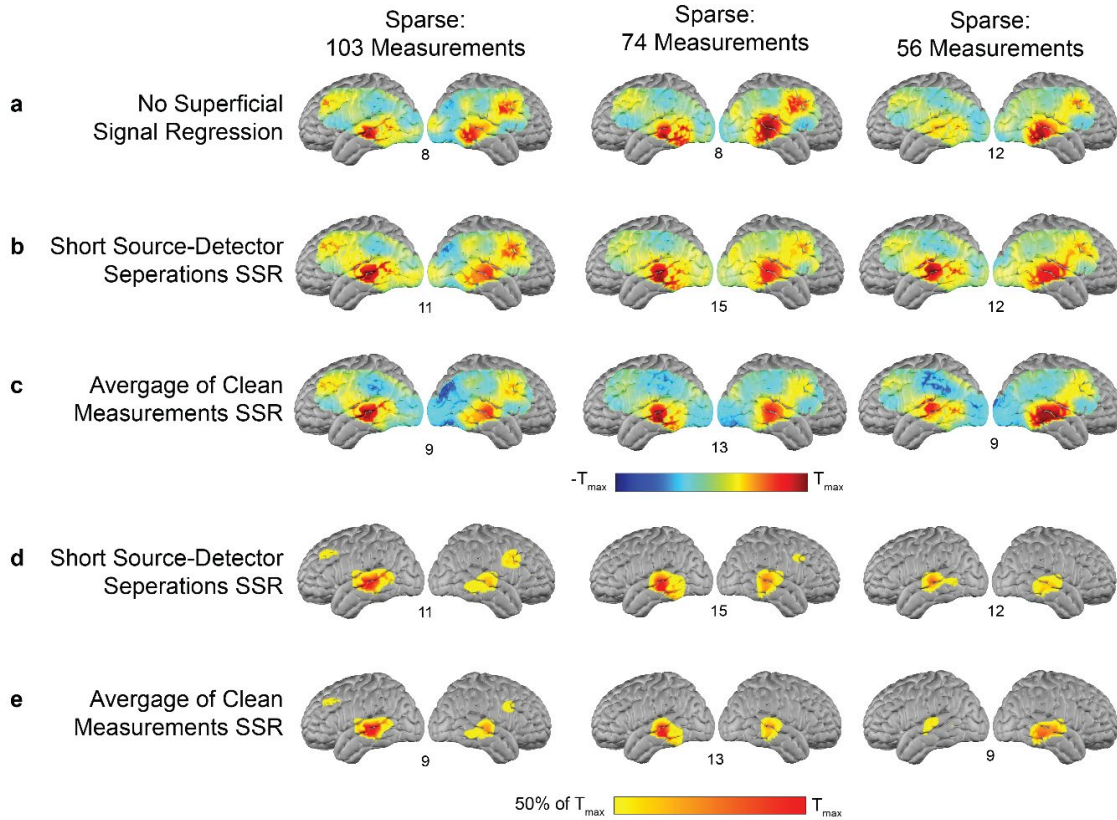 Sparse:
103 Measurements
Sparse:
74 Measurements
Sparse:
56 Measurements
a
No Superficial
Signal Regression
8
8
12
b
Short Source-Detector
Seperations SSR
11
15
12
c
Avergage of Clean
Measurements SSR
9
13
9
-Tmax
Tmax
d
Short Source-Detector
Seperations SSR
11
15
12
e
Avergage of Clean
Measurements SSR
9
13
9
50% of Tmax
Tmax